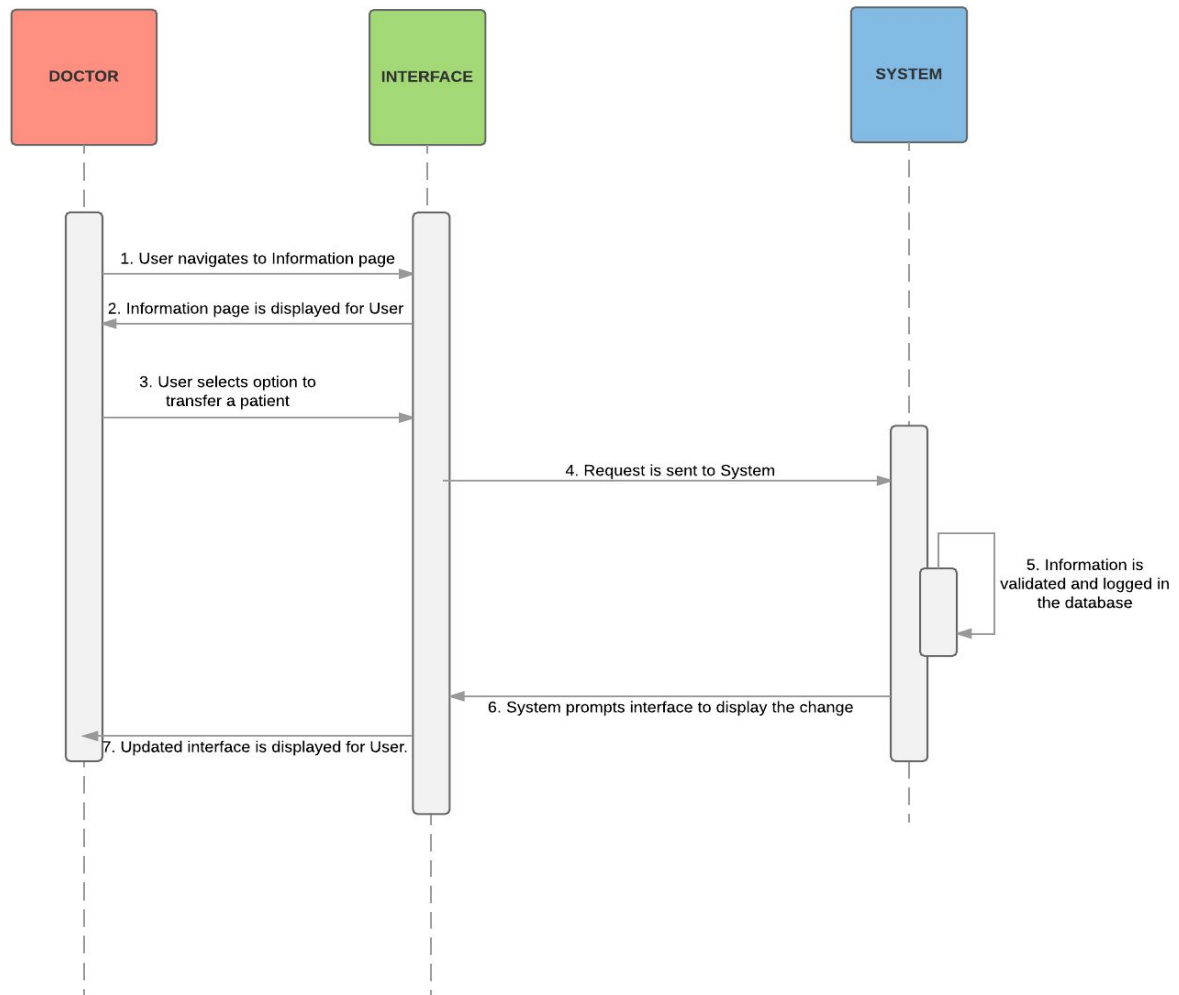 DOCTOR
INTERFACE
SYSTEM
1. User navigates to Information page
2. Information page is displayed for User
3. User selects option to
transfer a patient
4. Request is sent to System
5. Information is
validated and logged in
the database
6. System prompts interface to display the change
7. Updated interface is displayed for User.